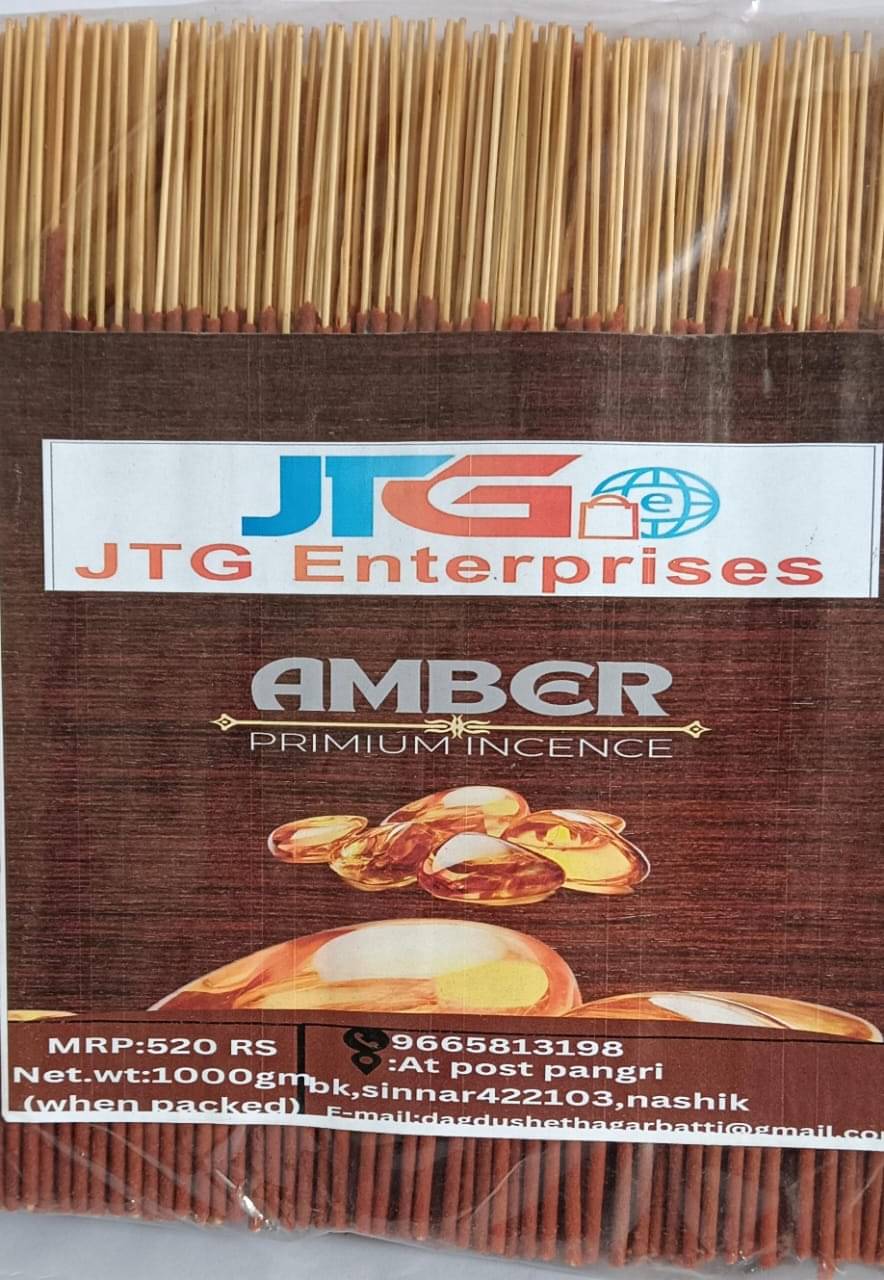 JTG e
JTG Enterprises
AMBER
PRIMIUM INCENCE
MRP:520 RS
Net.wt:1000gm
(when packed)
9665813198
:At post pangri
bk,sinnar422103,nashik
E-mail:dagdushethagarbatti@gmail.co